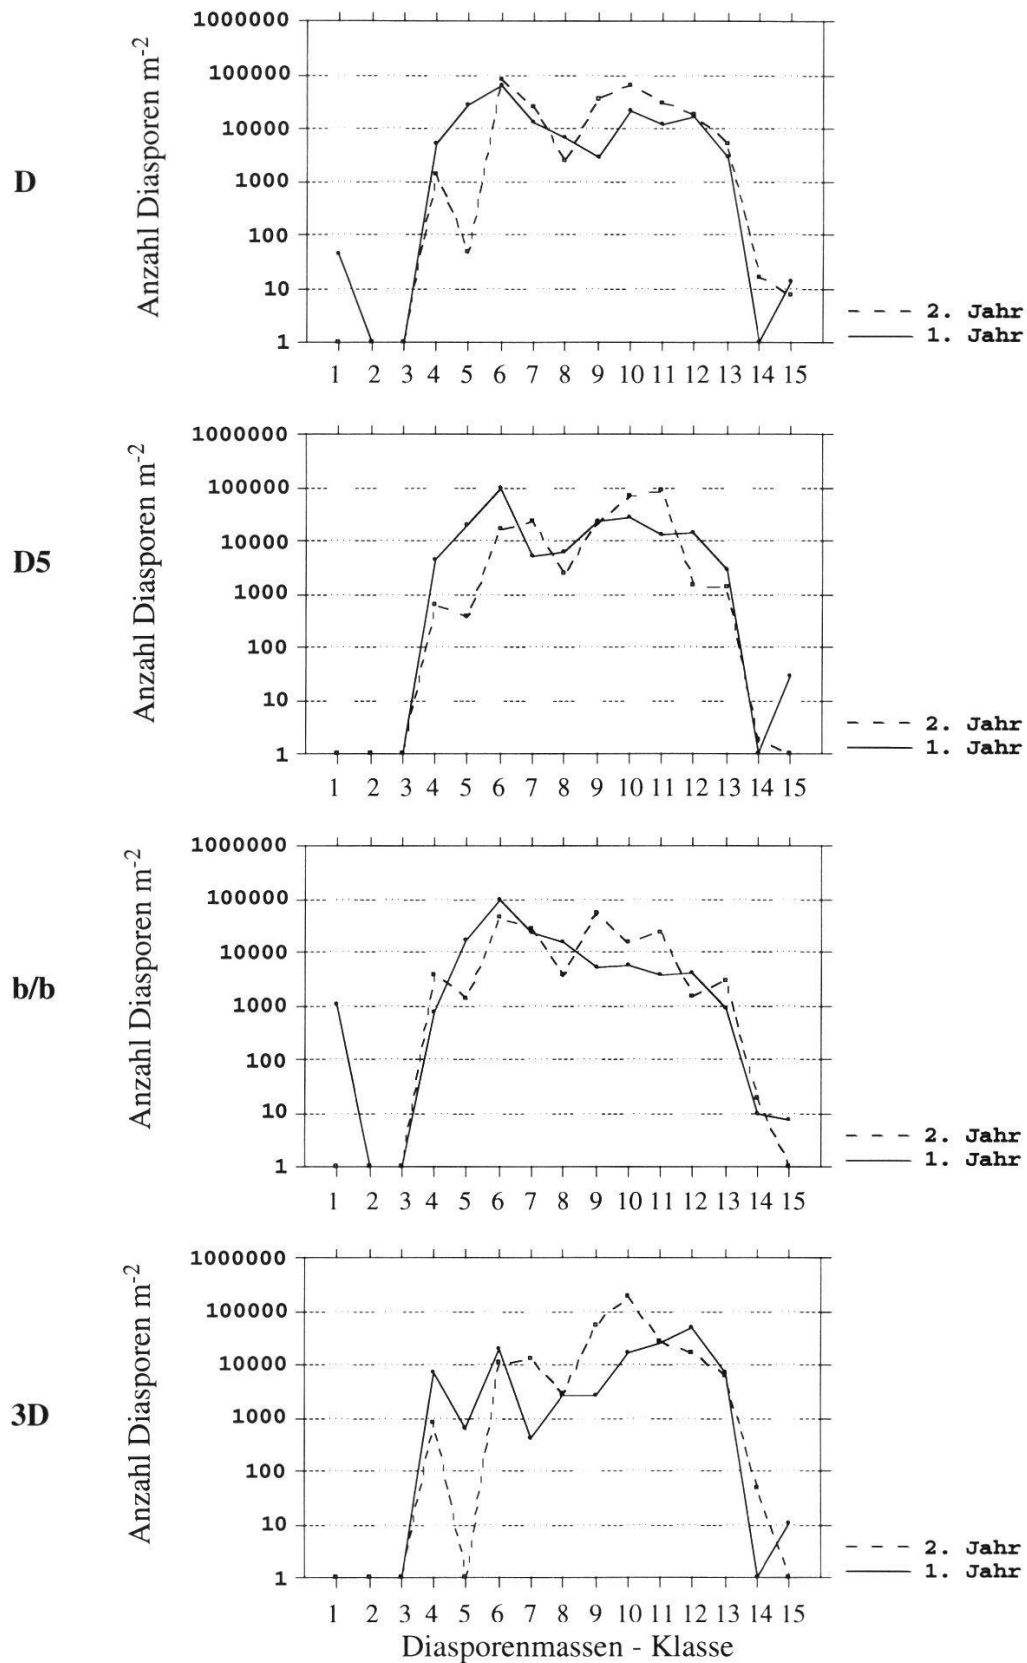 D
Anzahl Diasporen m-2
1000000
100000
10000
1000
100
10
1
1 2 3 4 5 6 7 8 9 10 11 12 13 14 15
2. Jahr
1. Jahr
D5
Anzahl Diasporen m-2
1000000
100000
10000
1000
100
10
1
1 2 3 4 5 6 7 8 9 10 11 12 13 14 15
2. Jahr
1. Jahr
b/b
Anzahl Diasporen m-2
1000000
100000
10000
1000
100
10
1
1 2 3 4 5 6 7 8 9 10 11 12 13 14 15
2. Jahr
1. Jahr
3D
Anzahl Diasporen m-2
1000000
100000
10000
1000
100
10
1
1 2 3 4 5 6 7 8 9 10 11 12 13 14 15
2. Jahr
1. Jahr
Diasporenmassen - Klasse